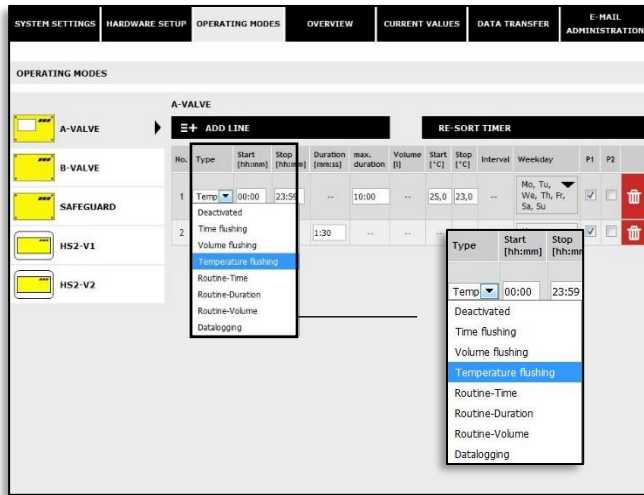 SYSTEM SETTINGS HARDWARE SETUP OPERATING MODES OVERVIEW CURRENT VALUES DATA TRANSFER E-MAIL ADMINISTRATION
OPERATING MODES
A-VALVE
B-VALVE
SAFEGUARD
HS2-V1
HS2-V2
A-VALVE
ADD LINE RE-SORT TIMER
No. Type Start [hh:mm] Stop [hh:mm] Duration [mm:ss] max. duration Volume [l] Start [°C] Stop [°C] Interval Weekday P1 P2
1 Temp 00:00 23:59 -- 10:00 -- 25,0 23,0 -- Mo, Tu, We, Th, Fr, Sa, Su
2 1:30 -- -- --
Deactivated
Time flushing
Volume flushing
Temperature flushing
Routine-Time
Routine-Duration
Routine-Volume
Datalogging
Type Start [hh:mm] Stop
Temp 00:00 23:59
Deactivated
Time flushing
Volume flushing
Temperature flushing
Routine-Time
Routine-Duration
Routine-Volume
Datalogging